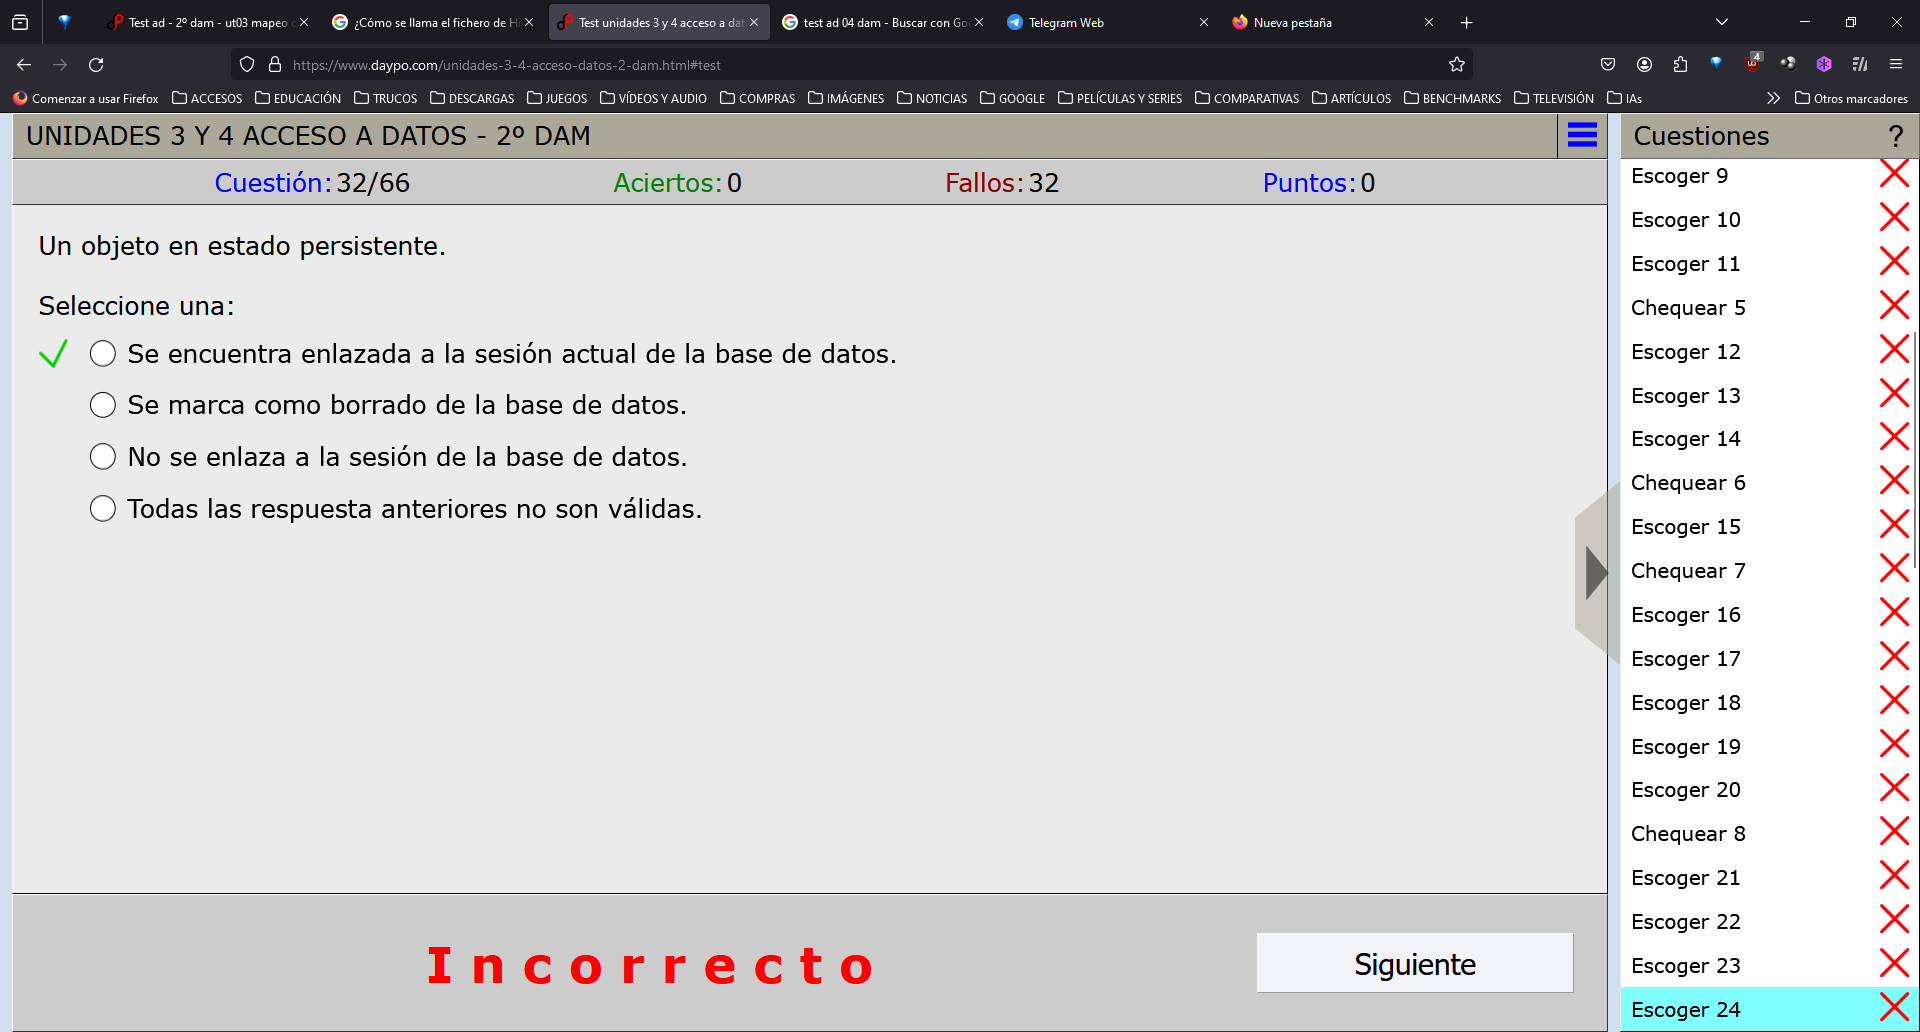 Test ad - 2º dam - ut03 mapeo
¿Cómo se llama el fichero de Hi
Test unidades 3 y 4 acceso a dat
test ad 04 dam - Buscar con Go
Telegram Web
Nueva pestaña
https://www.daypo.com/unidades-3-4-acceso-datos-2-dam.html#test
4
Comenzar a usar Firefox
ACCESOS
EDUCACIÓN
TRUCOS
DESCARGAS
JUEGOS
VÍDEOS Y AUDIO
COMPRAS
IMÁGENES
NOTICIAS
GOOGLE
PELÍCULAS Y SERIES
COMPARATIVAS
ARTÍCULOS
BENCHMARKS
TELEVISIÓN
IAs
Otros marcadores
UNIDADES 3 Y 4 ACCESO A DATOS - 2º DAM
Cuestión: 32/66
Aciertos: 0
Fallos: 32
Puntos: 0
Un objeto en estado persistente.
Seleccione una:
Se encuentra enlazada a la sesión actual de la base de datos.
Se marca como borrado de la base de datos.
No se enlaza a la sesión de la base de datos.
Todas las respuesta anteriores no son válidas.
Incorrecto
Siguiente
Cuestiones ?
Escoger 9
Escoger 10
Escoger 11
Chequear 5
Escoger 12
Escoger 13
Escoger 14
Chequear 6
Escoger 15
Chequear 7
Escoger 16
Escoger 17
Escoger 18
Escoger 19
Escoger 20
Chequear 8
Escoger 21
Escoger 22
Escoger 23
Escoger 24